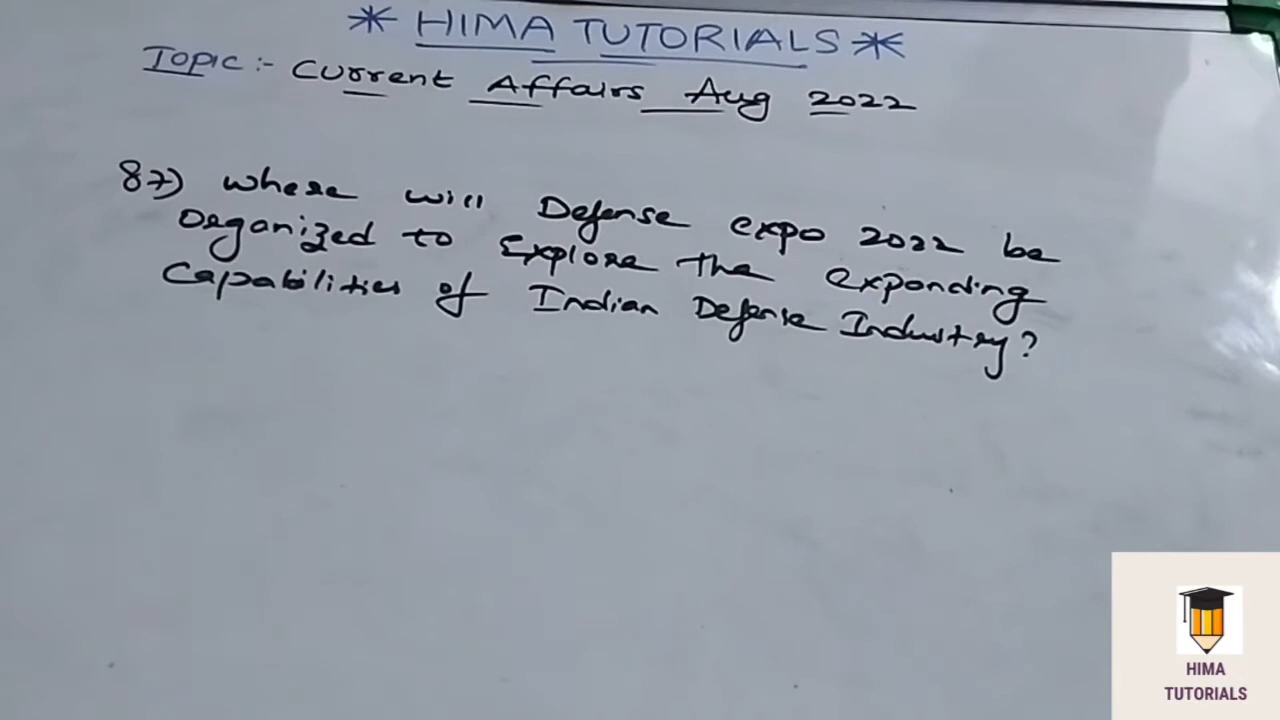 * HIMA TUTORIALS *
Topic :- Current Affairs Aug 2022
87) Where will Defense expo 2022 be
Organized to Explore the exponding
Capabilities of Indian Defense Industry?
HIMA
TUTORIALS